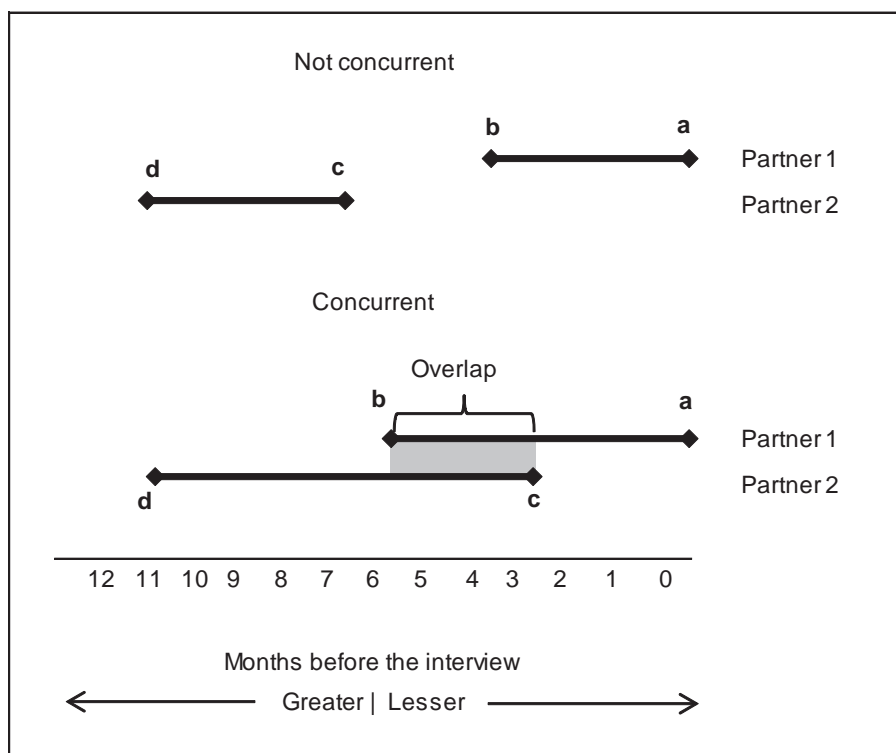 Not concurrent
b a Partner 1
d c
Partner 2
Concurrent
Overlap
b a
Partner 1
Partner 2
d c
12 11 10 9 8 7 6 5 4 3 2 1 0
Months before the interview
Greater | Lesser